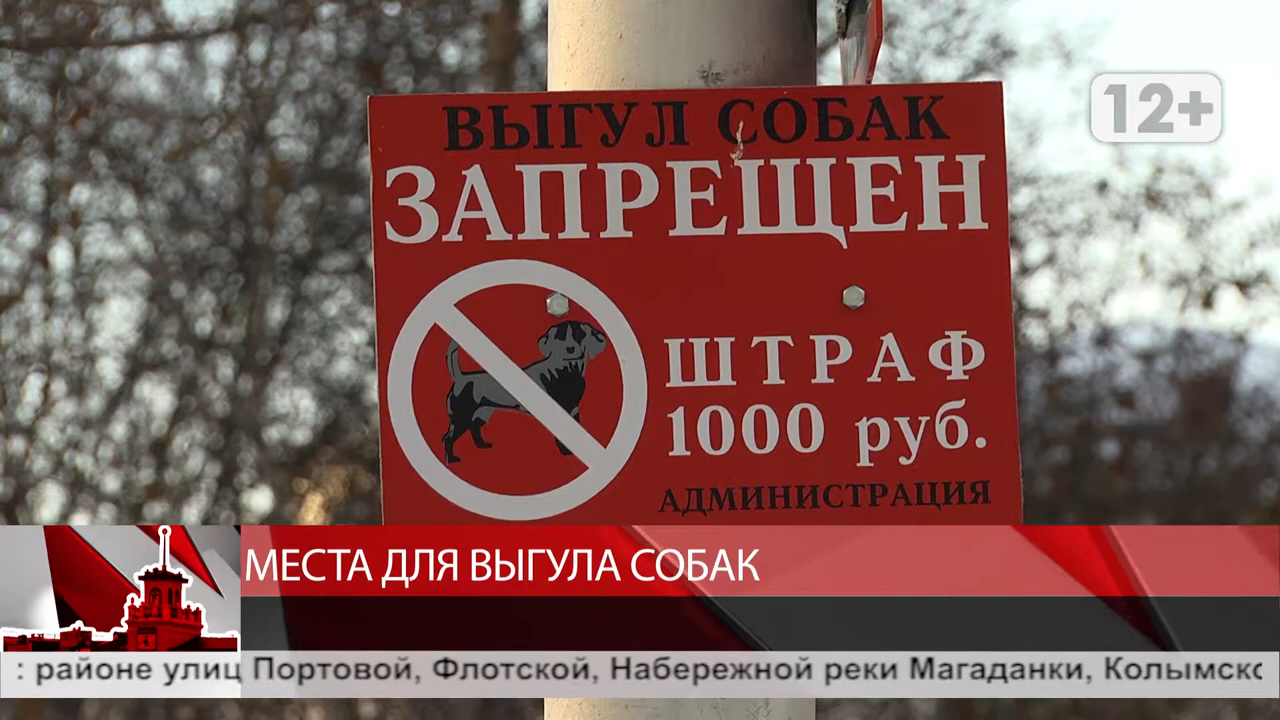 12+
ВЫГУЛ СОБАК
ЗАПРЕЩЕН
ШТРАФ
1000 руб.
АДМИНИСТРАЦИЯ
МЕСТА ДЛЯ ВЫГУЛА СОБАК
: районе улиц Портовой, Флотской, Набережной реки Магаданки, Колымско